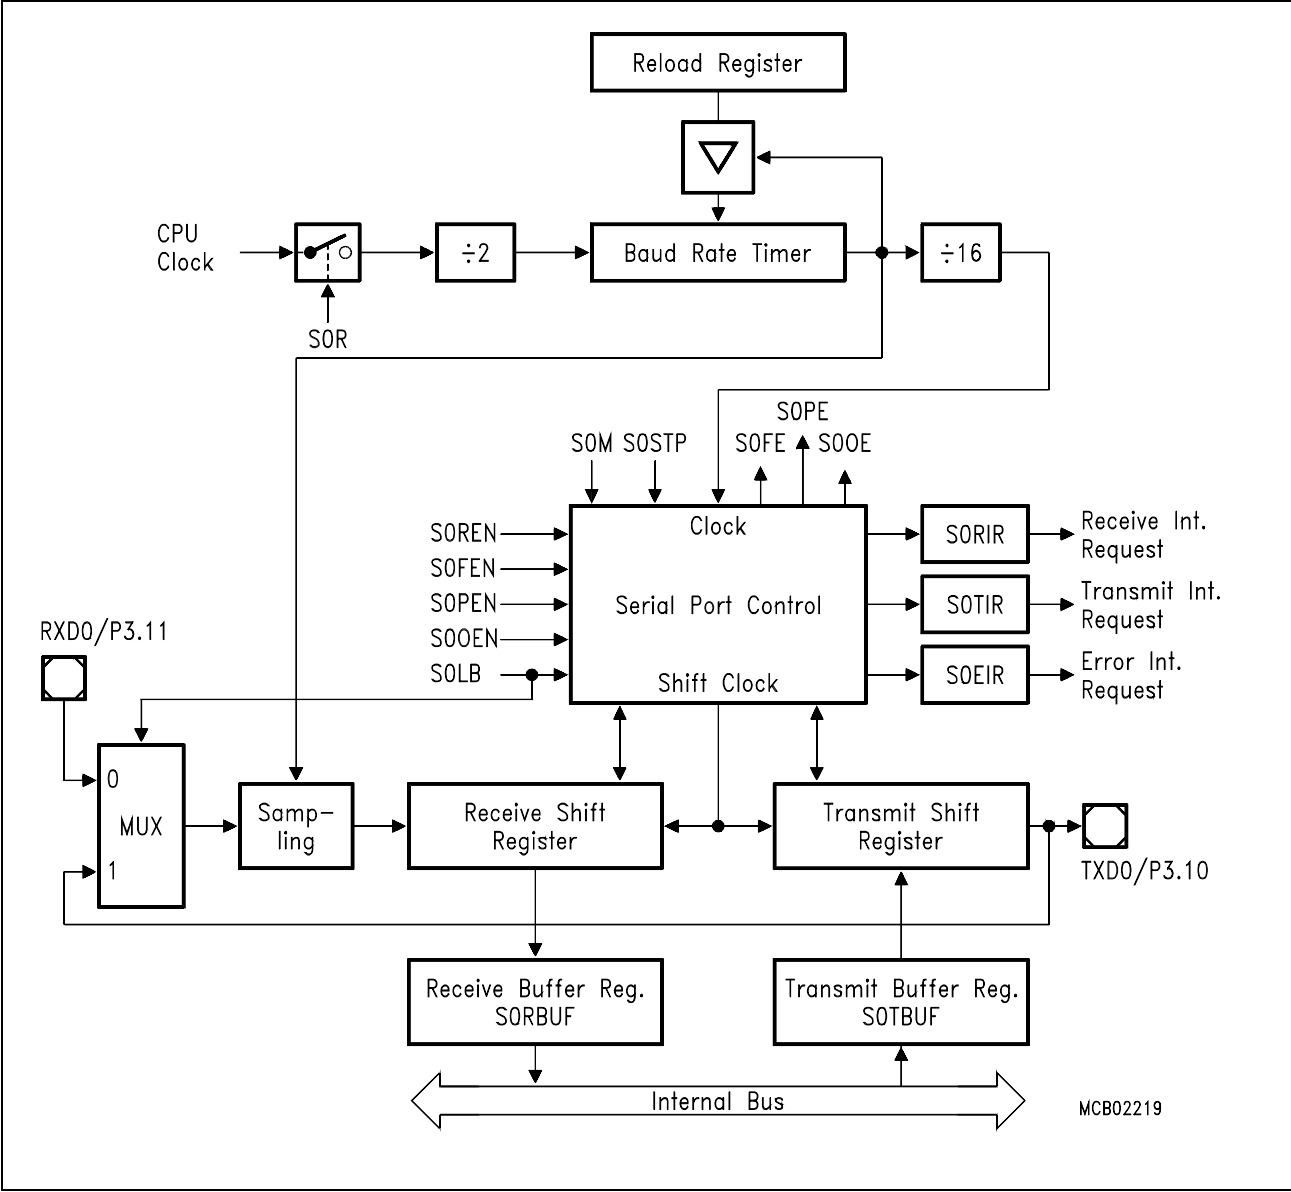 Reload Register
CPU
Clock
÷2
Baud Rate Timer
÷16
S0R
S0PE
S0M S0STP
S0FE
S0OE
Clock
S0REN
S0FEN
S0PEN
S0OEN
S0LB
Serial Port Control
Shift Clock
S0RIR
Receive Int.
Request
S0TIR
Transmit Int.
Request
S0EIR
Error Int.
Request
RXD0/P3.11
0
MUX
1
Samp-
ling
Receive Shift
Register
Transmit Shift
Register
TXD0/P3.10
Receive Buffer Reg.
S0RBUF
Transmit Buffer Reg.
S0TBUF
Internal Bus
MCB02219